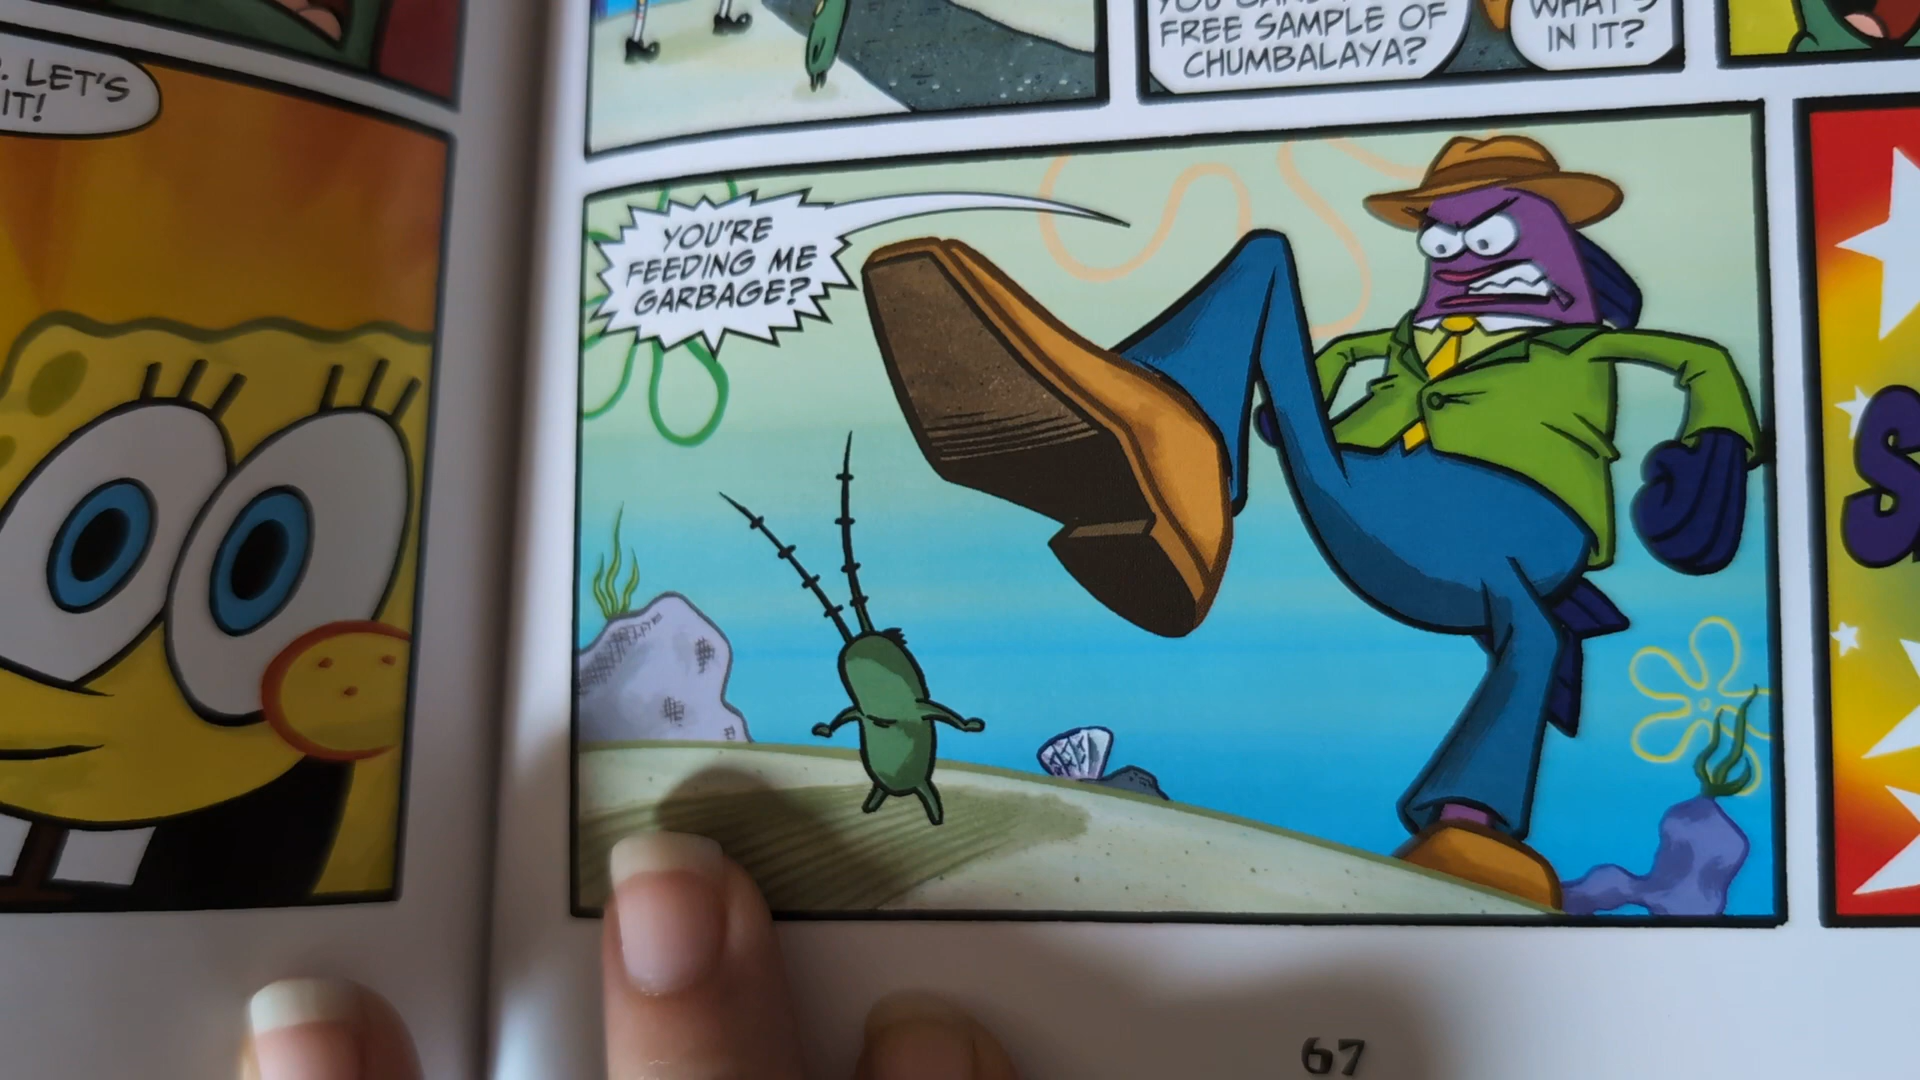 LET'S
IT!
FREE SAMPLE OF
CHUMBALAYA?
WHAT'S
IN IT?
YOU'RE
FEEDING ME
GARBAGE?
67